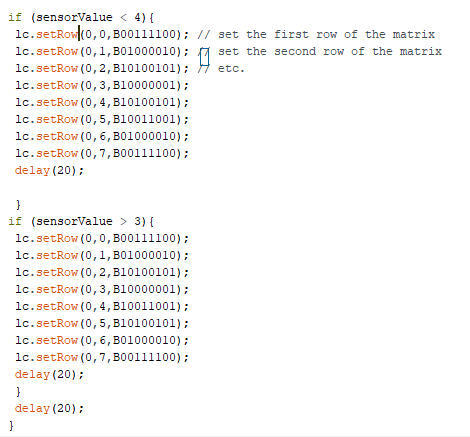 if (sensorValue < 4){
lc.setRow(0,0,B00111100); // set the first row of the matrix
lc.setRow(0,1,B01000010); // set the second row of the matrix
lc.setRow(0,2,B10100101); // etc.
lc.setRow(0,3,B10000001);
lc.setRow(0,4,B10100101);
lc.setRow(0,5,B10011001);
lc.setRow(0,6,B01000010);
lc.setRow(0,7,B00111100);
delay(20);
}
if (sensorValue > 3){
lc.setRow(0,0,B00111100);
lc.setRow(0,1,B01000010);
lc.setRow(0,2,B10100101);
lc.setRow(0,3,B10000001);
lc.setRow(0,4,B10011001);
lc.setRow(0,5,B10100101);
lc.setRow(0,6,B01000010);
lc.setRow(0,7,B00111100);
delay(20);
}
delay(20);
}